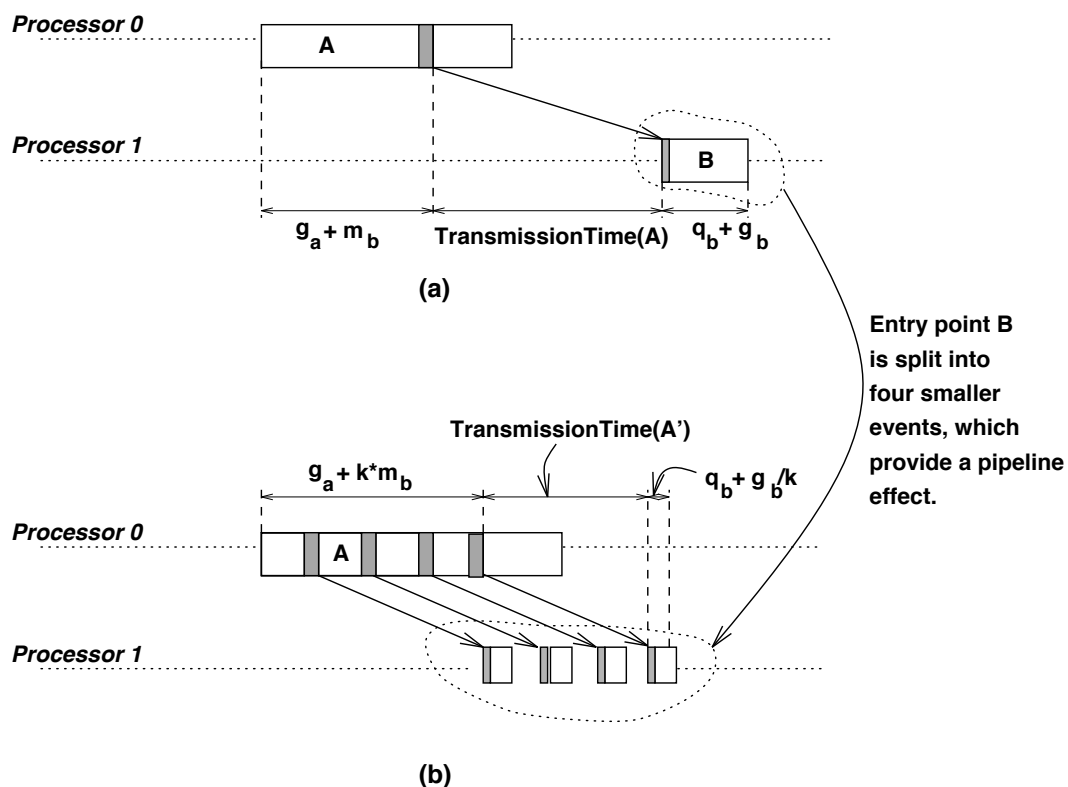 Processor 0
A
Processor 1
B
g_a + m_b
TransmissionTime(A)
q_b + g_b
(a)
Entry point B
is split into
four smaller
events, which
provide a pipeline
effect.
TransmissionTime(A')
g_a + k*m_b
q_b + g_b/k
Processor 0
A
Processor 1
(b)